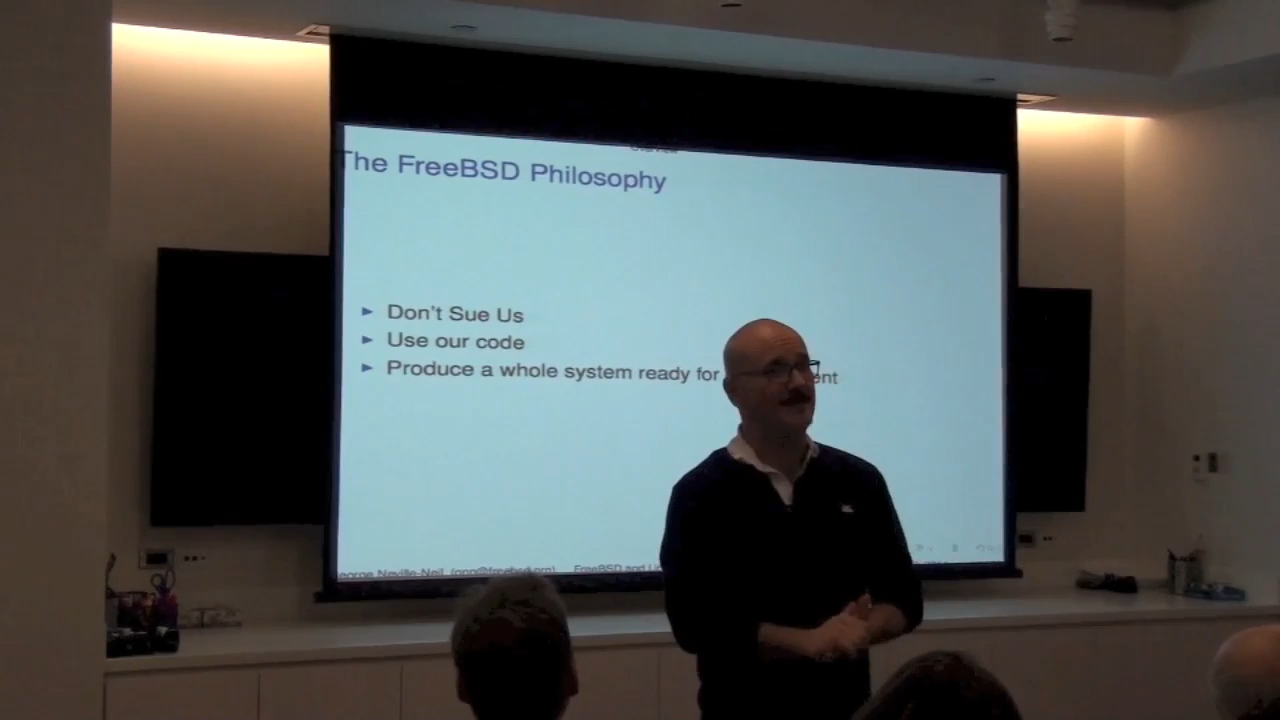 The FreeBSD Philosophy
Don't Sue Us
Use our code
Produce a whole system ready for
George Neville-Neil (gnn@freebsd.org) FreeBSD and